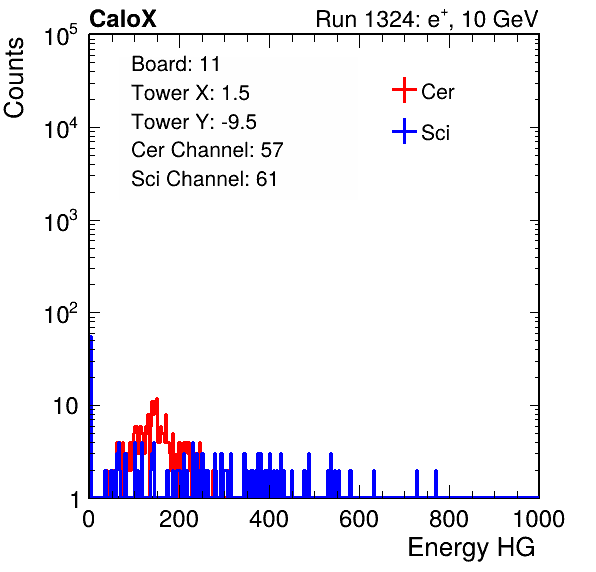 CaloX Run 1324: e⁺, 10 GeV
Counts
10⁵
10⁴
10³
10²
10
1
Board: 11
Tower X: 1.5
Tower Y: -9.5
Cer Channel: 57
Sci Channel: 61
Cer
Sci
0 200 400 600 800 1000
Energy HG